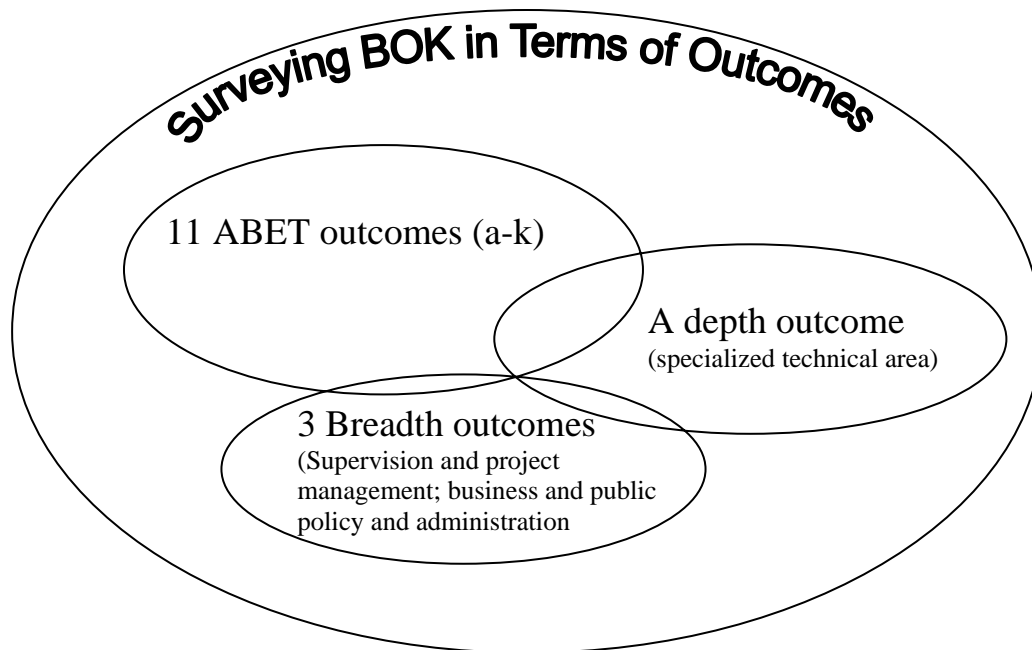 Surveying BOK in Terms of Outcomes
11 ABET outcomes (a-k)
A depth outcome
(specialized technical area)
3 Breadth outcomes
(Supervision and project
management; business and public
policy and administration